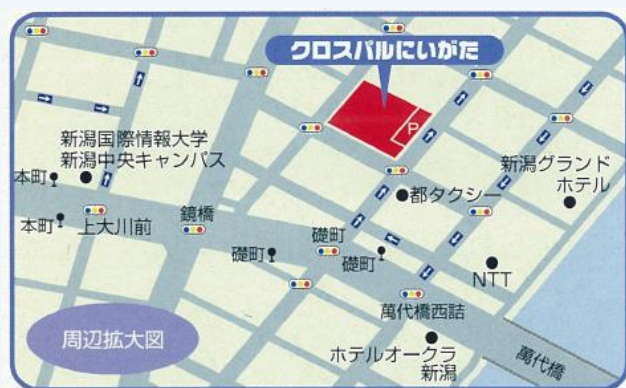 クロスパルにいがた
P
新潟国際情報大学
新潟中央キャンパス
本町
本町
上大川前
鏡橋
礎町
礎町
礎町
都タクシー
新潟グランド
ホテル
NTT
萬代橋西詰
ホテルオークラ
新潟
萬代橋
周辺拡大図